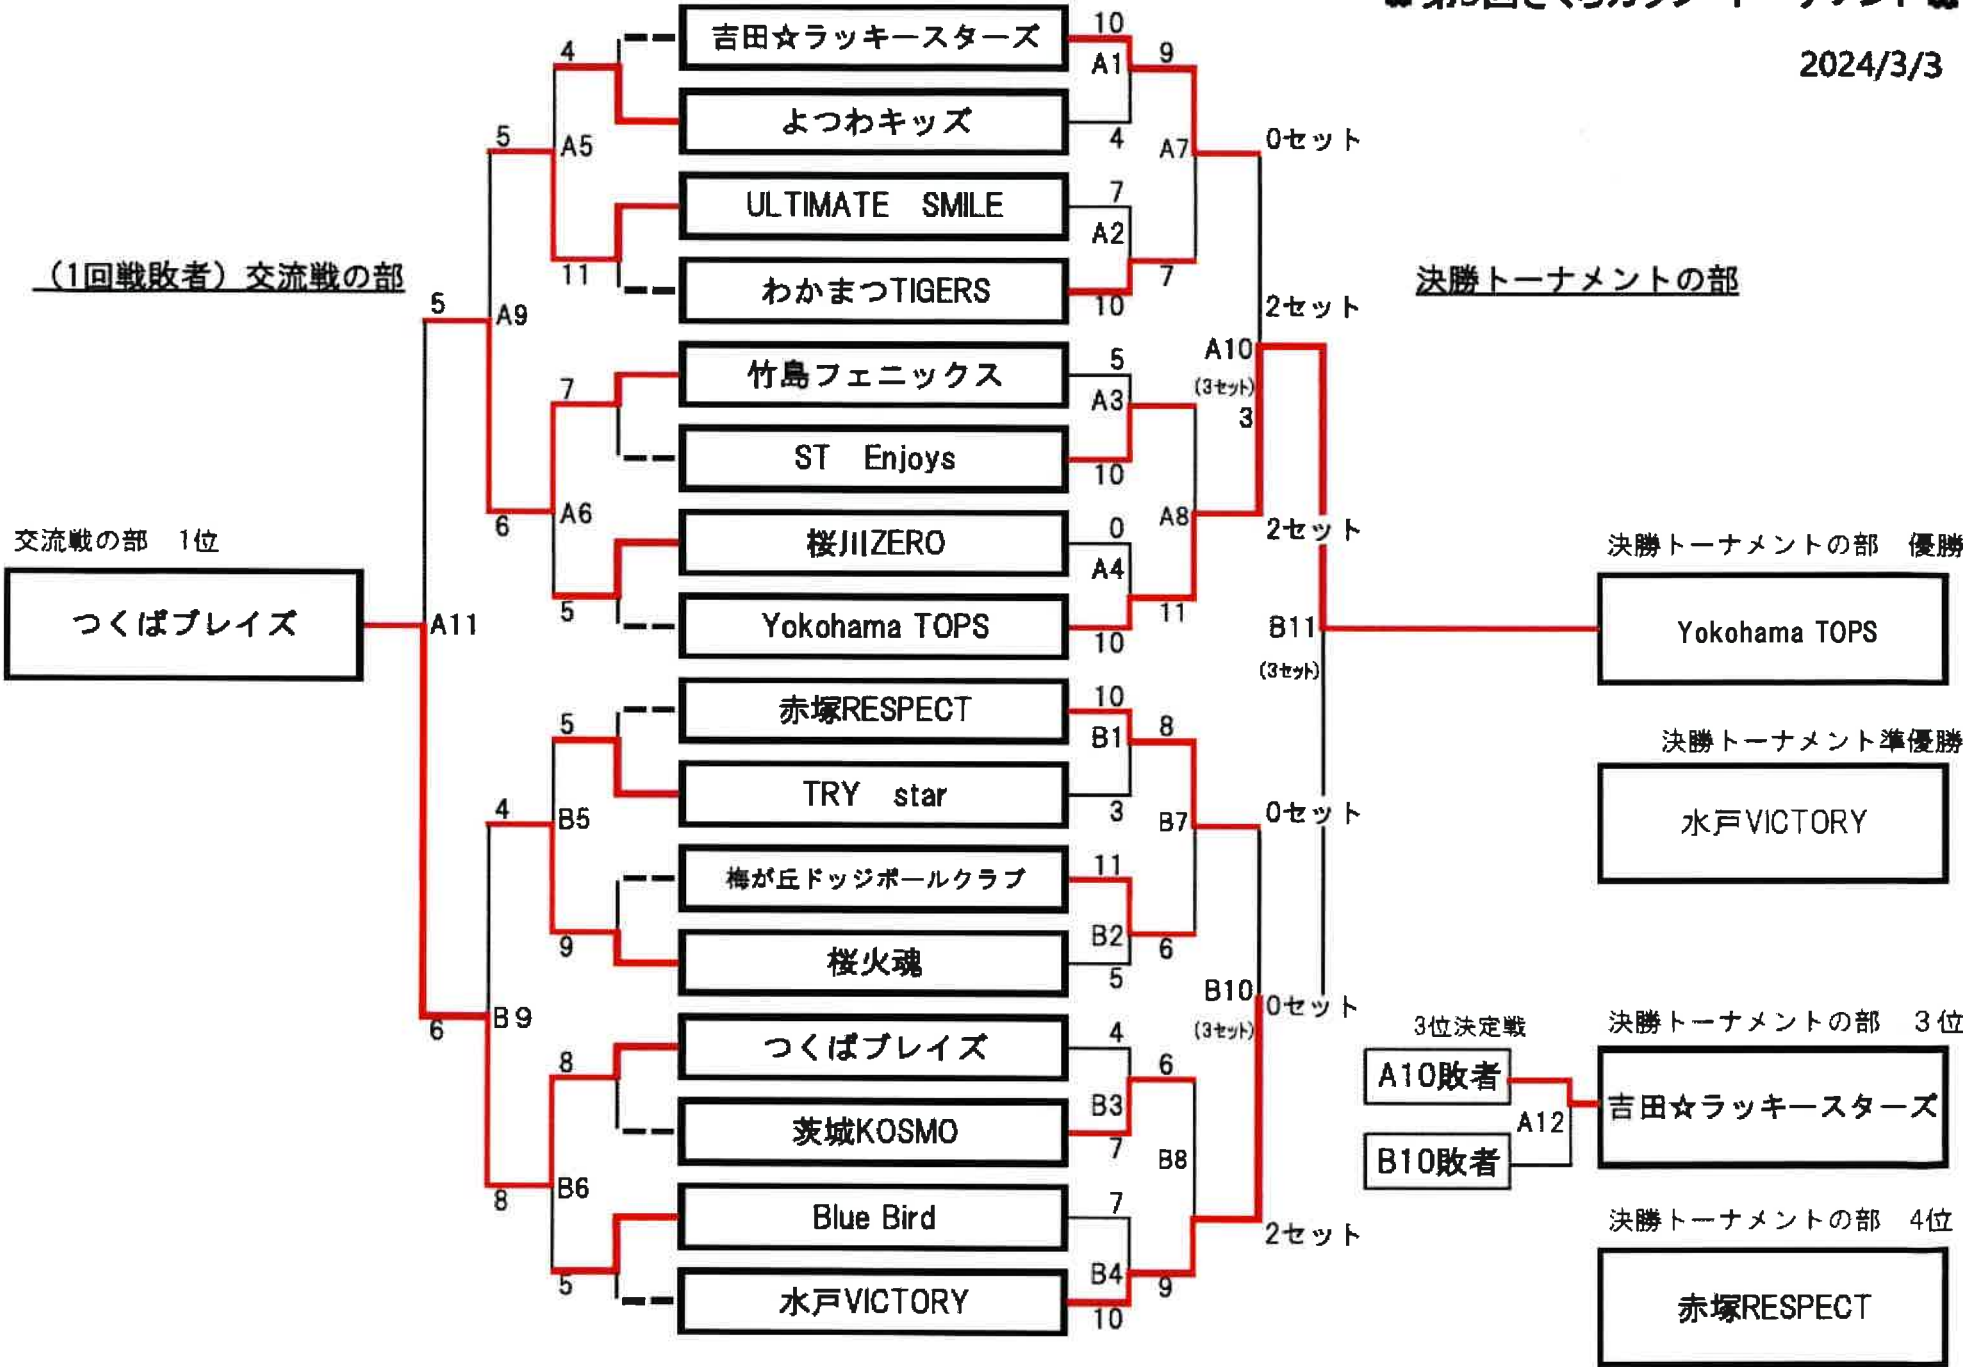 2024/3/3
(1回戦敗者)交流戦の部
決勝トーナメントの部
吉田☆ラッキースターズ
よつわキッズ
ULTIMATE SMILE
わかまつTIGERS
竹島フェニックス
ST Enjoys
桜川ZERO
Yokohama TOPS
赤塚RESPECT
TRY star
梅が丘ドッジボールクラブ
桜火魂
つくばブレイズ
茨城KOSMO
Blue Bird
水戸VICTORY
4
A5
11
5
A9
5
7
A6
5
6
A11
5
B5
9
4
B9
6
8
B6
5
8
交流戦の部 1位
つくばブレイズ
10
A1
4
9
A7
7
A2
10
7
5
A3
10
A8
0
A4
10
11
0セット
2セット
A10
(3セット)
3
2セット
B11
(3セット)
10
B1
3
8
B7
11
B2
5
6
4
B3
7
6
B8
7
B4
10
9
0セット
B10
(3セット)
0セット
2セット
決勝トーナメントの部 優勝
Yokohama TOPS
決勝トーナメント準優勝
水戸VICTORY
3位決定戦
A10敗者
A12
B10敗者
決勝トーナメントの部 3位
吉田☆ラッキースターズ
決勝トーナメントの部 4位
赤塚RESPECT